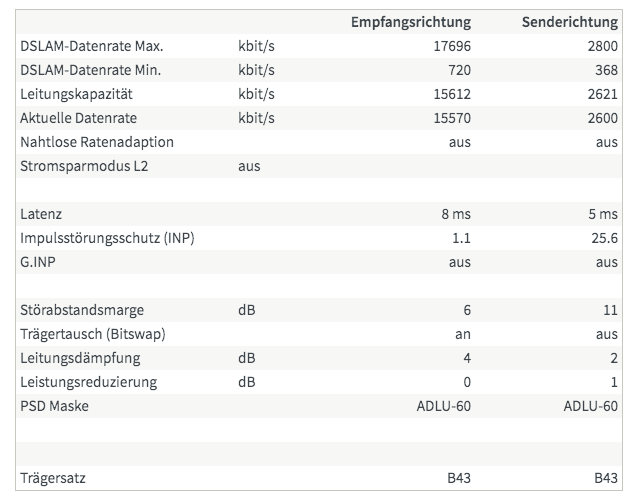 Empfangsrichtung Senderichtung
DSLAM-Datenrate Max. kbit/s 17696 2800
DSLAM-Datenrate Min. kbit/s 720 368
Leitungskapazität kbit/s 15612 2621
Aktuelle Datenrate kbit/s 15570 2600
Nahtlose Ratenadaption aus aus
Stromsparmodus L2 aus
Latenz 8 ms 5 ms
Impulsstörungsschutz (INP) 1.1 25.6
G.INP aus aus
Störabstandsmarge dB 6 11
Trägertausch (Bitswap) an aus
Leitungsdämpfung dB 4 2
Leistungsreduzierung dB 0 1
PSD Maske ADLU-60 ADLU-60
Trägersatz B43 B43